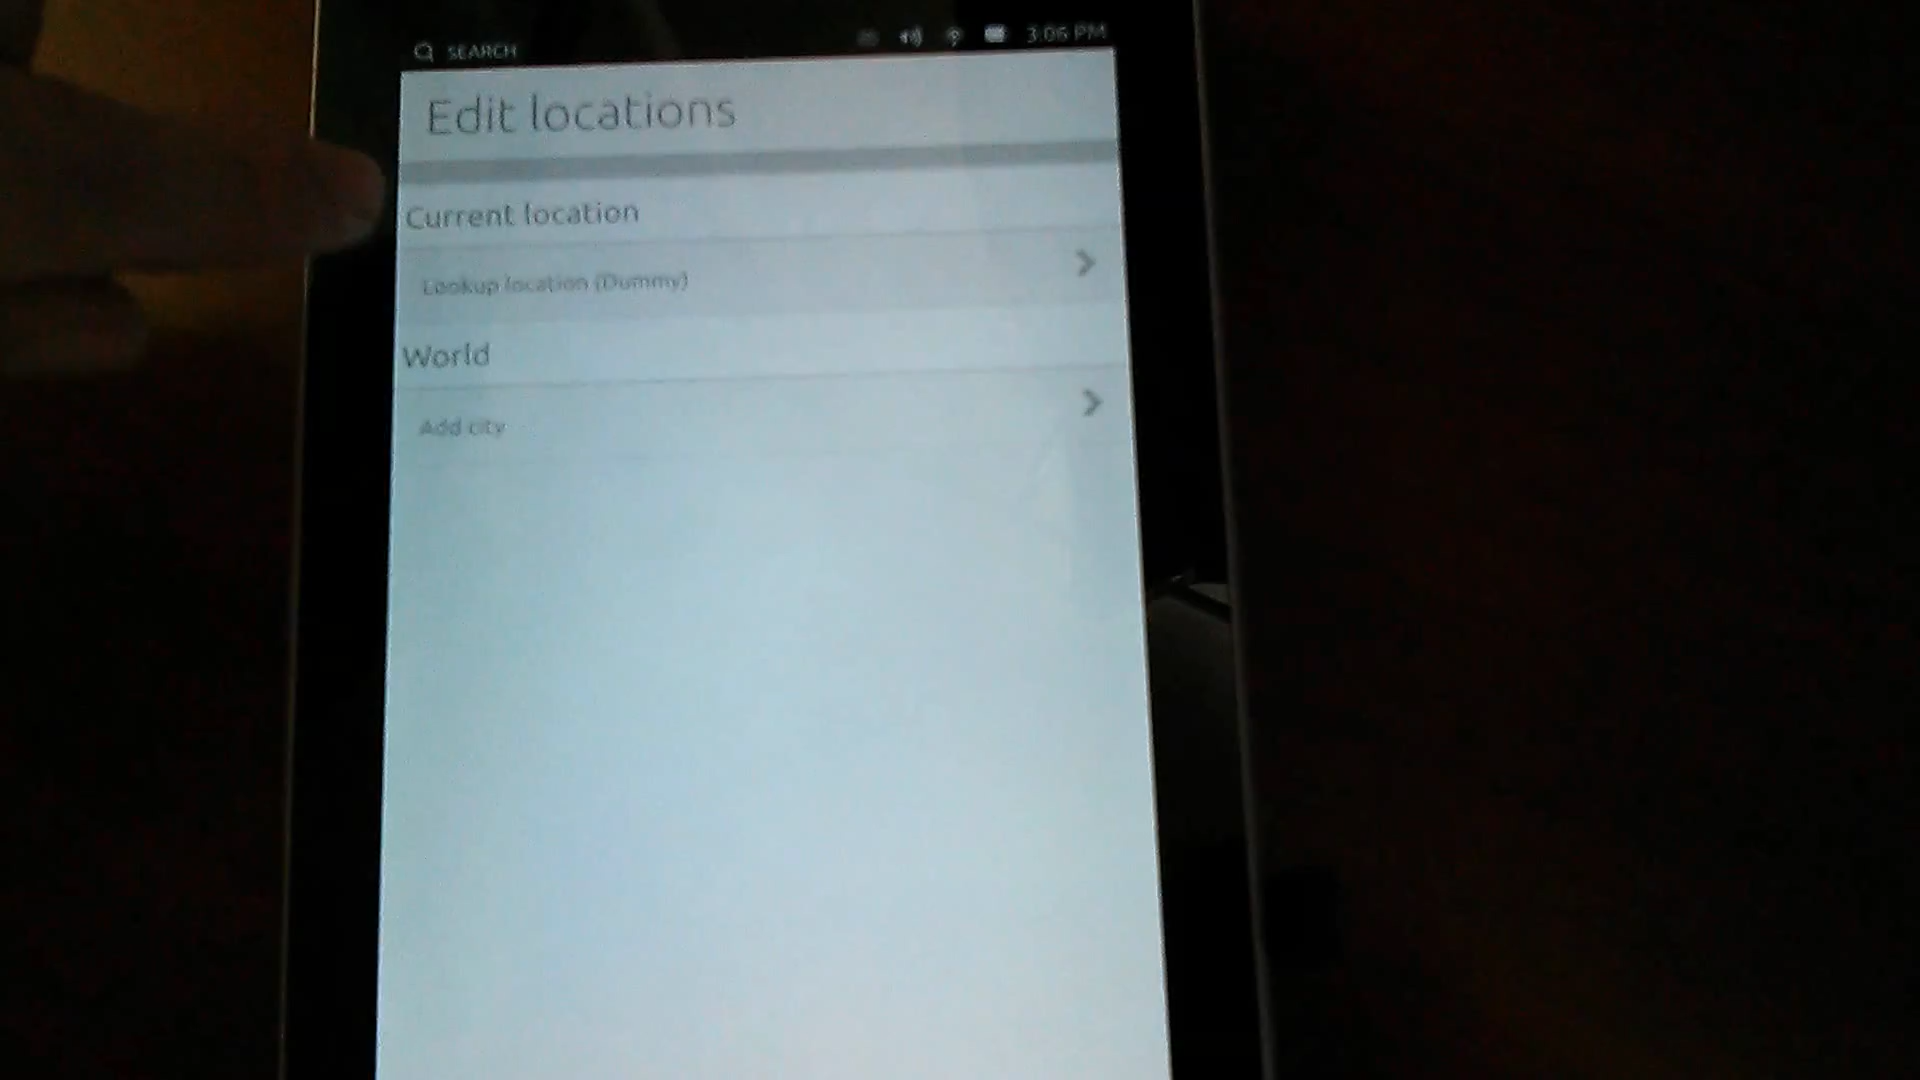 SEARCH 3:06 PM
Edit locations
Current location
Lookup location (Dummy)
World
Add city